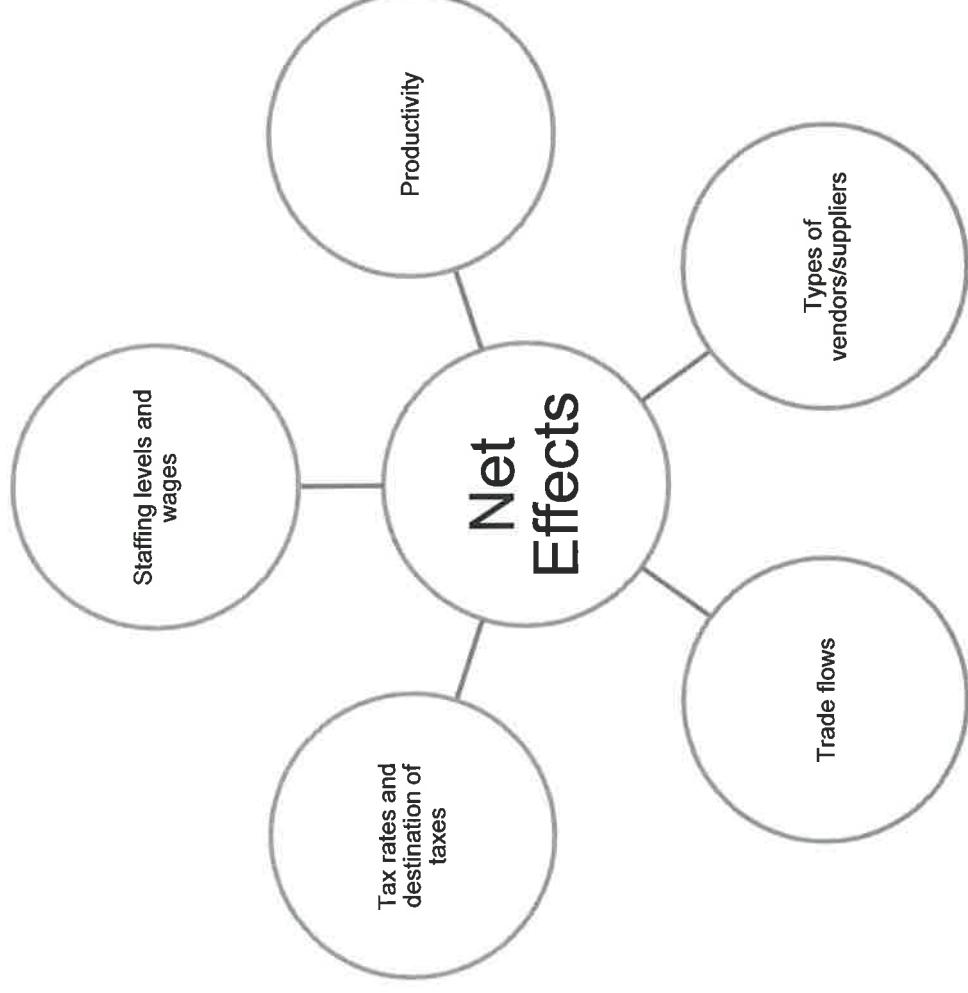 Staffing levels and
wages
Tax rates and
destination of
taxes
Productivity
Net
Effects
Trade flows
Types of
vendors/suppliers